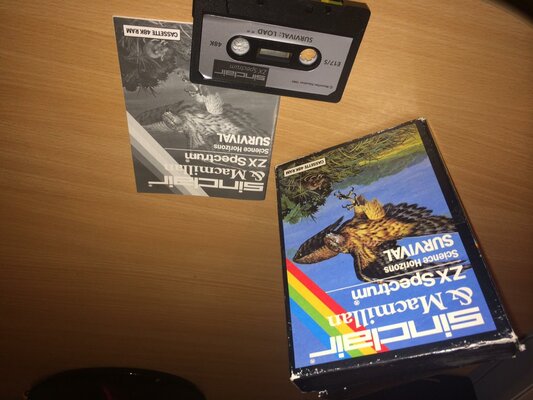 sinclair
& Macmillan
ZX Spectrum®
Science Horizons
SURVIVAL
CASSETTE 48K RAM
sinclair
& Macmillan
ZX Spectrum®
Science Horizons
SURVIVAL
CASSETTE 48K RAM
sinclair
ZX Spectrum
E17/S
SURVIVAL: LOAD " "
48K